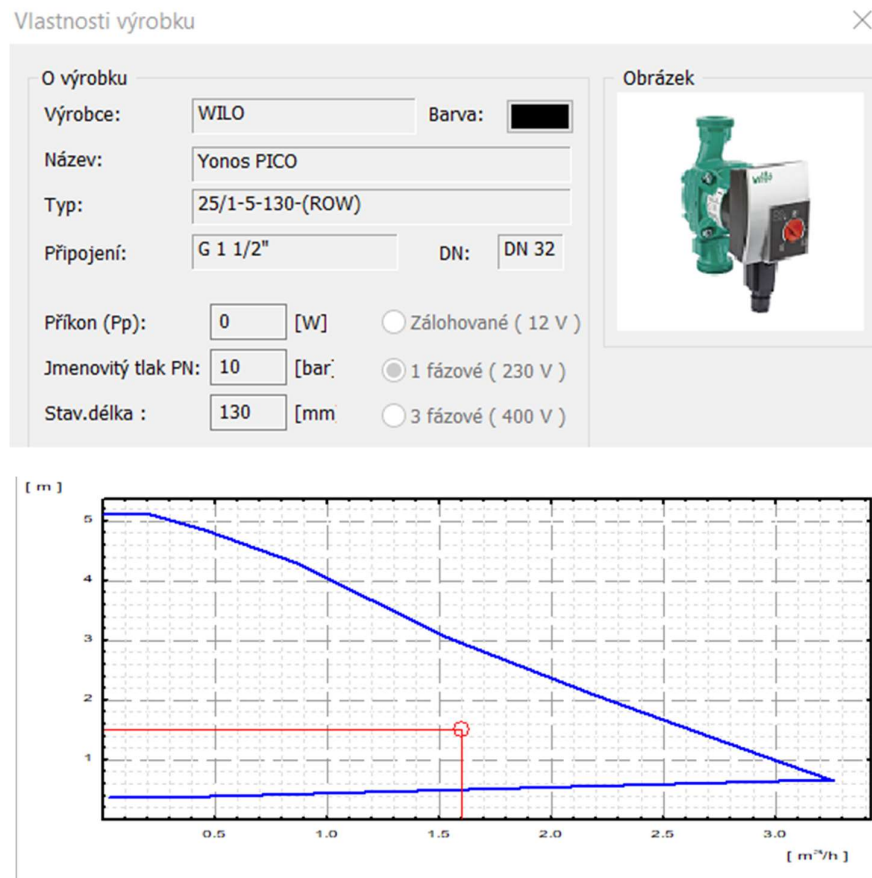 Vlastnosti výrobku
O výrobku
Výrobce: WILO Barva:
Název: Yonos PICO
Typ: 25/1-5-130-(ROW)
Připojení: G 1 1/2" DN: DN 32
Příkon (Pp): 0 [W] Zálohované ( 12 V )
Jmenovitý tlak PN: 10 [bar] 1 fázové ( 230 V )
Stav.délka : 130 [mm 3 fázové ( 400 V )
Obrázek
wilo
[ m ]
5
4
3
2
1
0.5 1.0 1.5 2.0 2.5 3.0